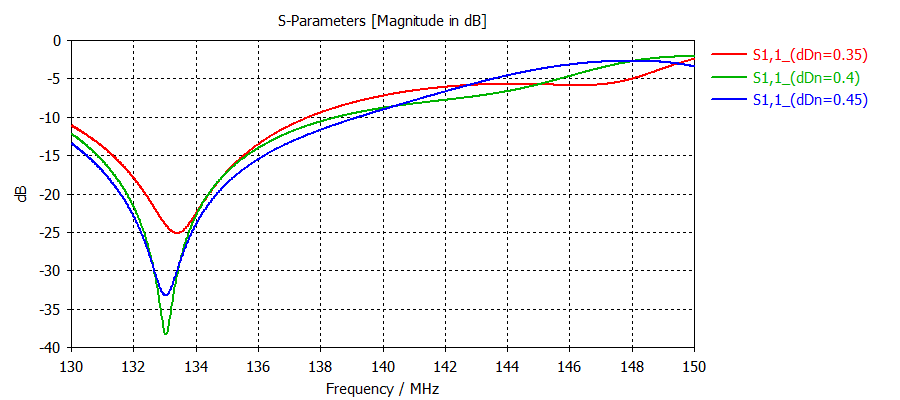 S-Parameters [Magnitude in dB]
0
-5
-10
-15
-20
-25
-30
-35
-40
dB
130 132 134 136 138 140 142 144 146 148 150
Frequency / MHz
S1,1_(dDn=0.35)
S1,1_(dDn=0.4)
S1,1_(dDn=0.45)